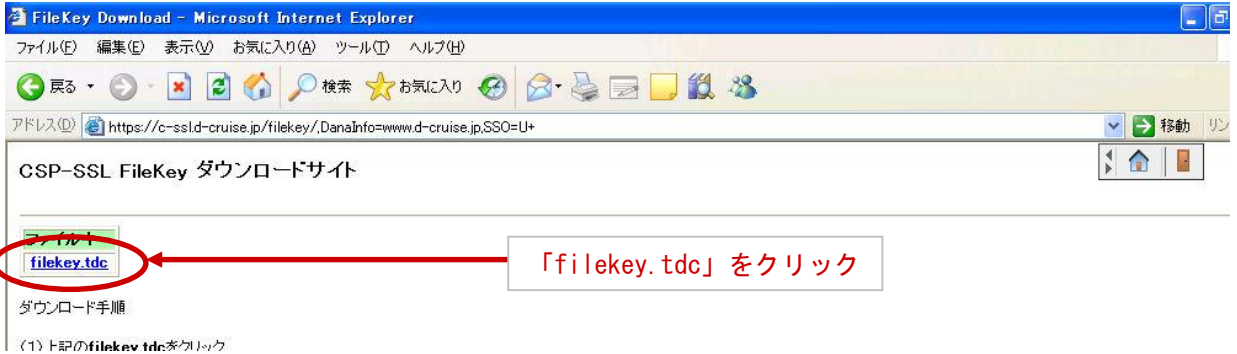 FileKey Download - Microsoft Internet Explorer
ファイル(F) 編集(E) 表示(V) お気に入り(A) ツール(T) ヘルプ(H)
戻る 検索 お気に入り
アドレス(D) https://c-ssl.d-cruise.jp/filekey/,DanaInfo=www.d-cruise.jp,SSO=U+ 移動 リン
CSP-SSL FileKey ダウンロードサイト
ファイルキー
filekey.tdc
「filekey.tdc」をクリック
ダウンロード手順
(1) 上記のfilekey.tdcをクリック